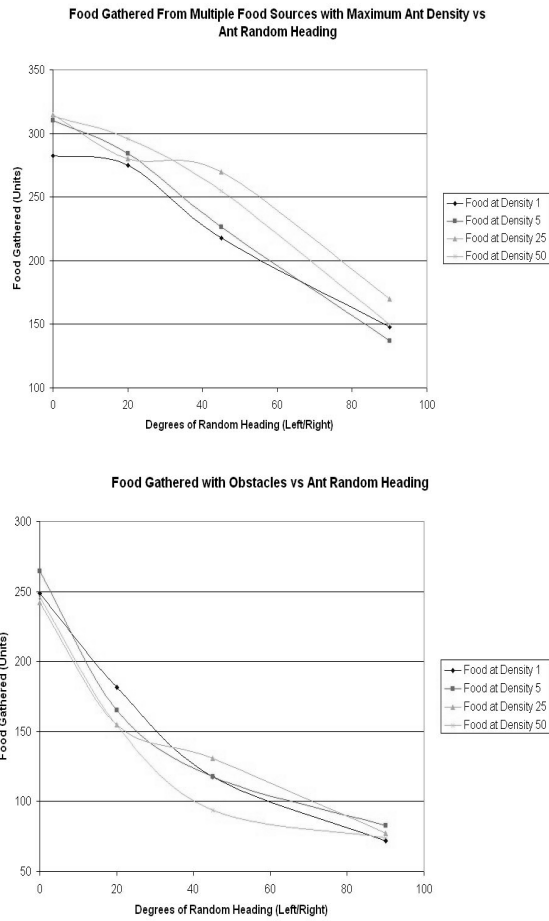 Food Gathered From Multiple Food Sources with Maximum Ant Density vs
Ant Random Heading
350
300
250
200
150
100
Food Gathered (Units)
0 20 40 60 80 100
Degrees of Random Heading (Left/Right)
Food at Density 1
Food at Density 5
Food at Density 25
Food at Density 50
Food Gathered with Obstacles vs Ant Random Heading
300
250
200
150
100
50
Food Gathered (Units)
0 20 40 60 80 100
Degrees of Random Heading (Left/Right)
Food at Density 1
Food at Density 5
Food at Density 25
Food at Density 50